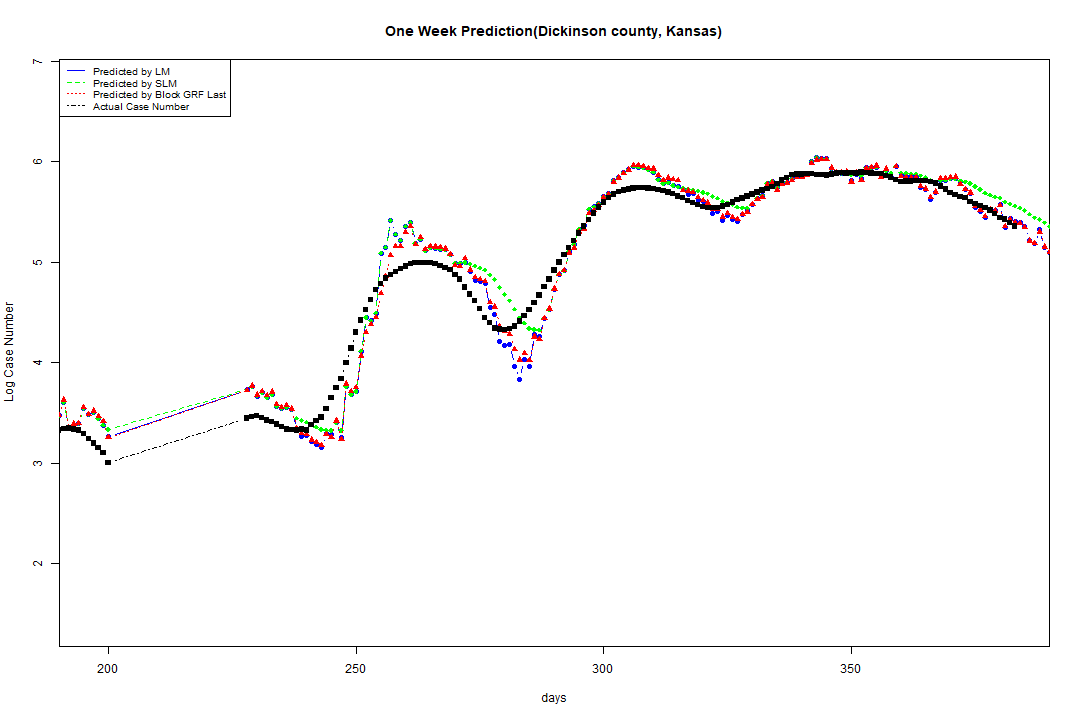 One Week Prediction(Dickinson county, Kansas)
Predicted by LM
Predicted by SLM
Predicted by Block GRF Last
Actual Case Number
Log Case Number
7
6
5
4
3
2
200
250
300
350
days